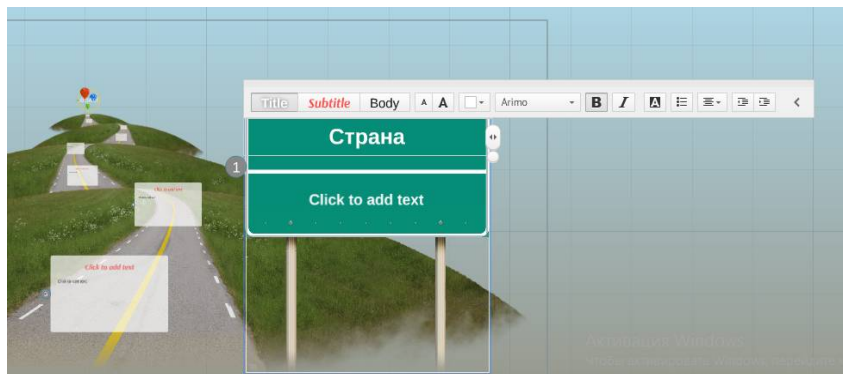 Title Subtitle Body A A Arimo B I A
Страна
1
Click to add text
Click to add text
Click to add text
Активация Windows